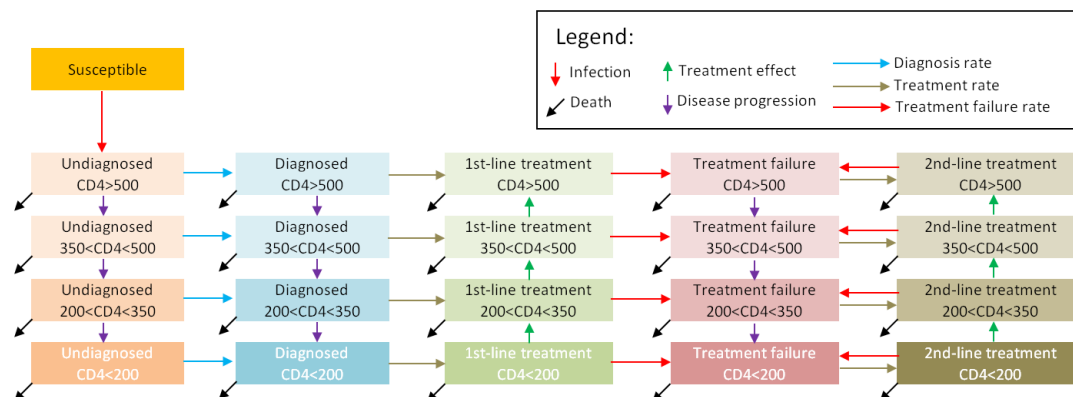 Legend:
Infection
Treatment effect
Diagnosis rate
Death
Disease progression
Treatment rate
Treatment failure rate
Susceptible
Undiagnosed
CD4>500
Diagnosed
CD4>500
1st-line treatment
CD4>500
Treatment failure
CD4>500
2nd-line treatment
CD4>500
Undiagnosed
350<CD4<500
Diagnosed
350<CD4<500
1st-line treatment
350<CD4<500
Treatment failure
350<CD4<500
2nd-line treatment
350<CD4<500
Undiagnosed
200<CD4<350
Diagnosed
200<CD4<350
1st-line treatment
200<CD4<350
Treatment failure
200<CD4<350
2nd-line treatment
200<CD4<350
Undiagnosed
CD4<200
Diagnosed
CD4<200
1st-line treatment
CD4<200
Treatment failure
CD4<200
2nd-line treatment
CD4<200